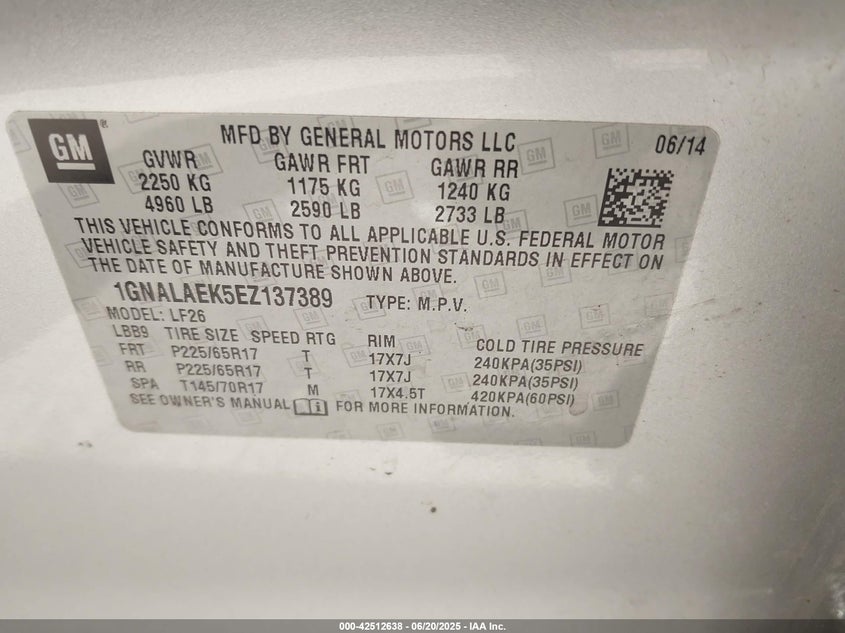 GM®
MFD BY GENERAL MOTORS LLC 06/14
GVWR GAWR FRT GAWR RR
2250 KG 1175 KG 1240 KG
4960 LB 2590 LB 2733 LB
THIS VEHICLE CONFORMS TO ALL APPLICABLE U.S. FEDERAL MOTOR
VEHICLE SAFETY AND THEFT PREVENTION STANDARDS IN EFFECT ON
THE DATE OF MANUFACTURE SHOWN ABOVE.
1GNALAEK5EZ137389 TYPE: M.P.V.
MODEL: LF26
LBB9 TIRE SIZE SPEED RTG RIM COLD TIRE PRESSURE
FRT P225/65R17 T 17X7J 240KPA(35PSI)
RR P225/65R17 T 17X7J 240KPA(35PSI)
SPA T145/70R17 M 17X4.5T 420KPA(60PSI)
SEE OWNER'S MANUAL FOR MORE INFORMATION.
000-42512638 - 06/20/2025 - IAA Inc.